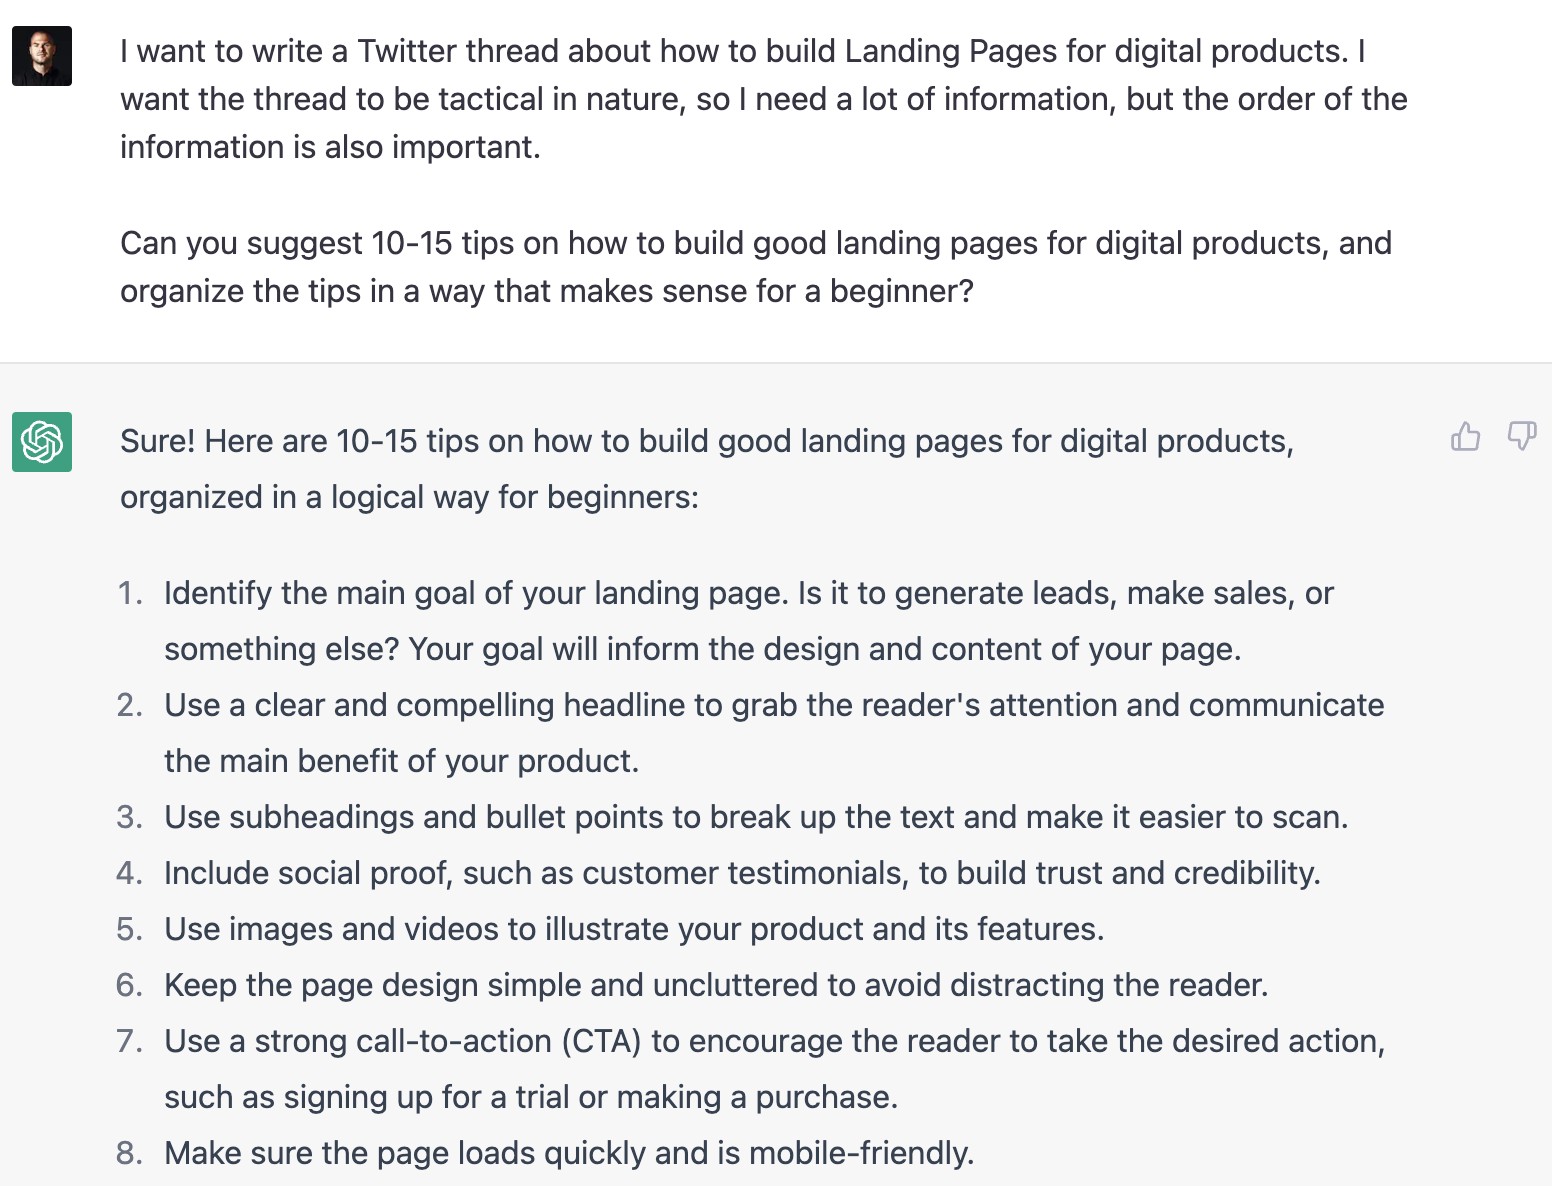 I want to write a Twitter thread about how to build Landing Pages for digital products. I
want the thread to be tactical in nature, so I need a lot of information, but the order of the
information is also important.
Can you suggest 10-15 tips on how to build good landing pages for digital products, and
organize the tips in a way that makes sense for a beginner?
Sure! Here are 10-15 tips on how to build good landing pages for digital products,
organized in a logical way for beginners:
1. Identify the main goal of your landing page. Is it to generate leads, make sales, or
something else? Your goal will inform the design and content of your page.
2. Use a clear and compelling headline to grab the reader's attention and communicate
the main benefit of your product.
3. Use subheadings and bullet points to break up the text and make it easier to scan.
4. Include social proof, such as customer testimonials, to build trust and credibility.
5. Use images and videos to illustrate your product and its features.
6. Keep the page design simple and uncluttered to avoid distracting the reader.
7. Use a strong call-to-action (CTA) to encourage the reader to take the desired action,
such as signing up for a trial or making a purchase.
8. Make sure the page loads quickly and is mobile-friendly.